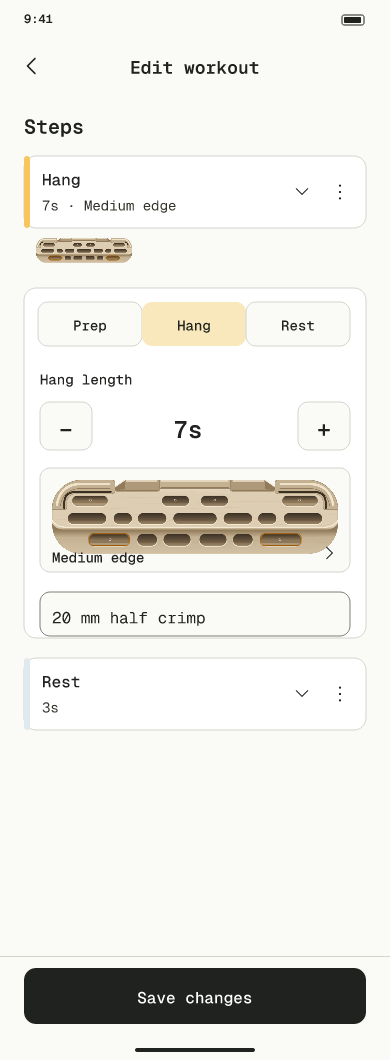 9:41
Edit workout
Steps
Hang
7s · Medium edge
Prep Hang Rest
Hang length
− 7s +
Medium edge
20 mm half crimp
Rest
3s
Save changes